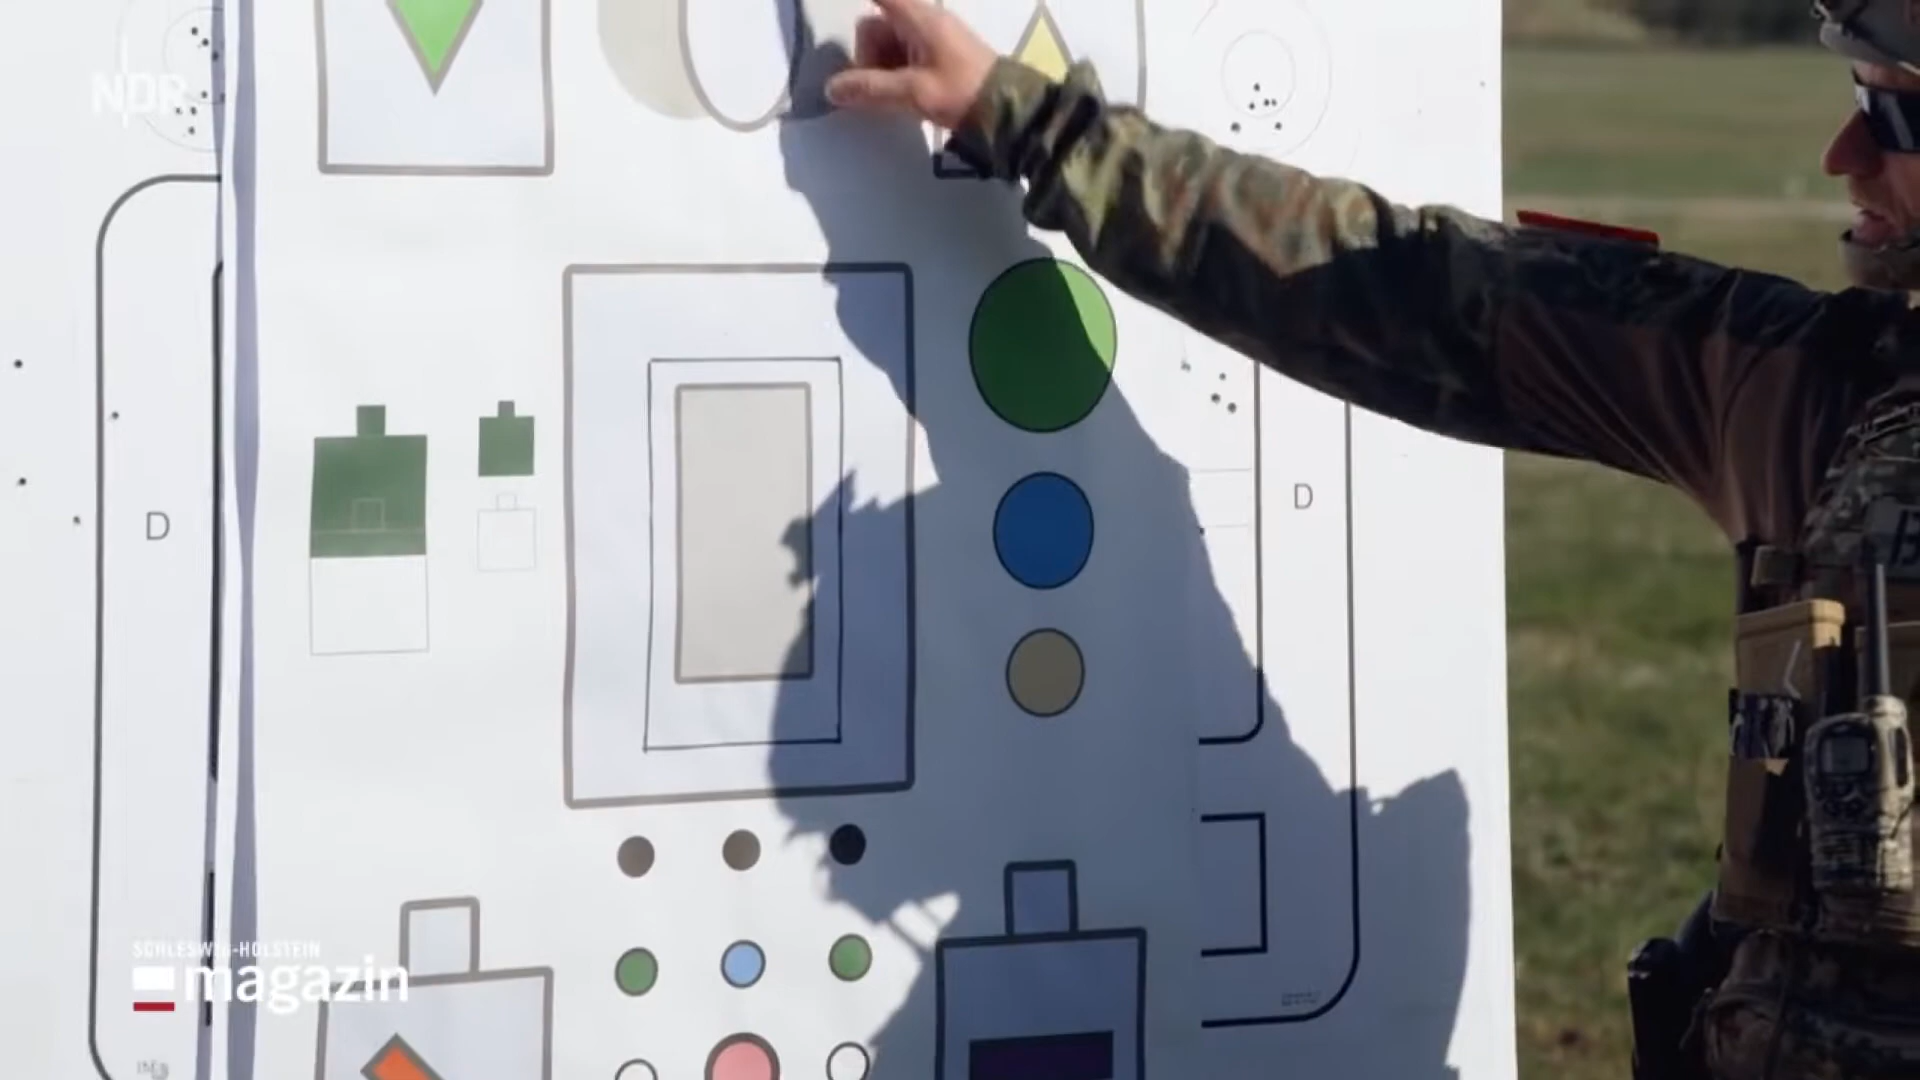 NDR
D
D
SCHLESWIG-HOLSTEIN
magazin